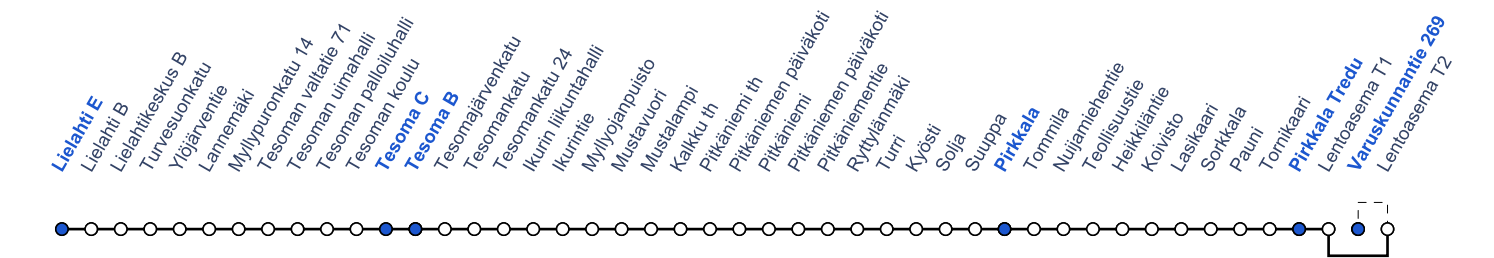 Lielahti E
Lielahti B
Lielahtikeskus B
Turvesuonkatu
Ylöjärventie
Lannemäki
Myllypuronkatu 14
Tesoman valtatie 71
Tesoman uimahalli
Tesoman palloiluhalli
Tesoman koulu
Tesoma C
Tesoma B
Tesomajärvenkatu
Tesomankatu
Tesomankatu 24
Ikurin liikuntahalli
Ikurintie
Myllyojanpuisto
Mustavuori
Mustalampi
Kalkku th
Pitkäniemi th
Pitkäniemen päiväkoti
Pitkäniemi
Pitkäniemen päiväkoti
Pitkäniementie
Ryttylänmäki
Turri
Kyösti
Solja
Suuppa
Pirkkala
Tommila
Nuijamiehentie
Teollisuustie
Heikkiläntie
Koivisto
Lasikaari
Sorkkala
Pauni
Tornikaari
Pirkkala Tredu
Lentoasema T1
Varuskunnantie 269
Lentoasema T2